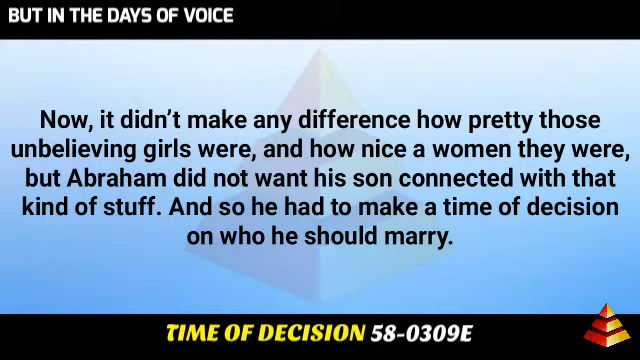 BUT IN THE DAYS OF VOICE
Now, it didn't make any difference how pretty those
unbelieving girls were, and how nice a women they were,
but Abraham did not want his son connected with that
kind of stuff. And so he had to make a time of decision
on who he should marry.
TIME OF DECISION 58-0309E